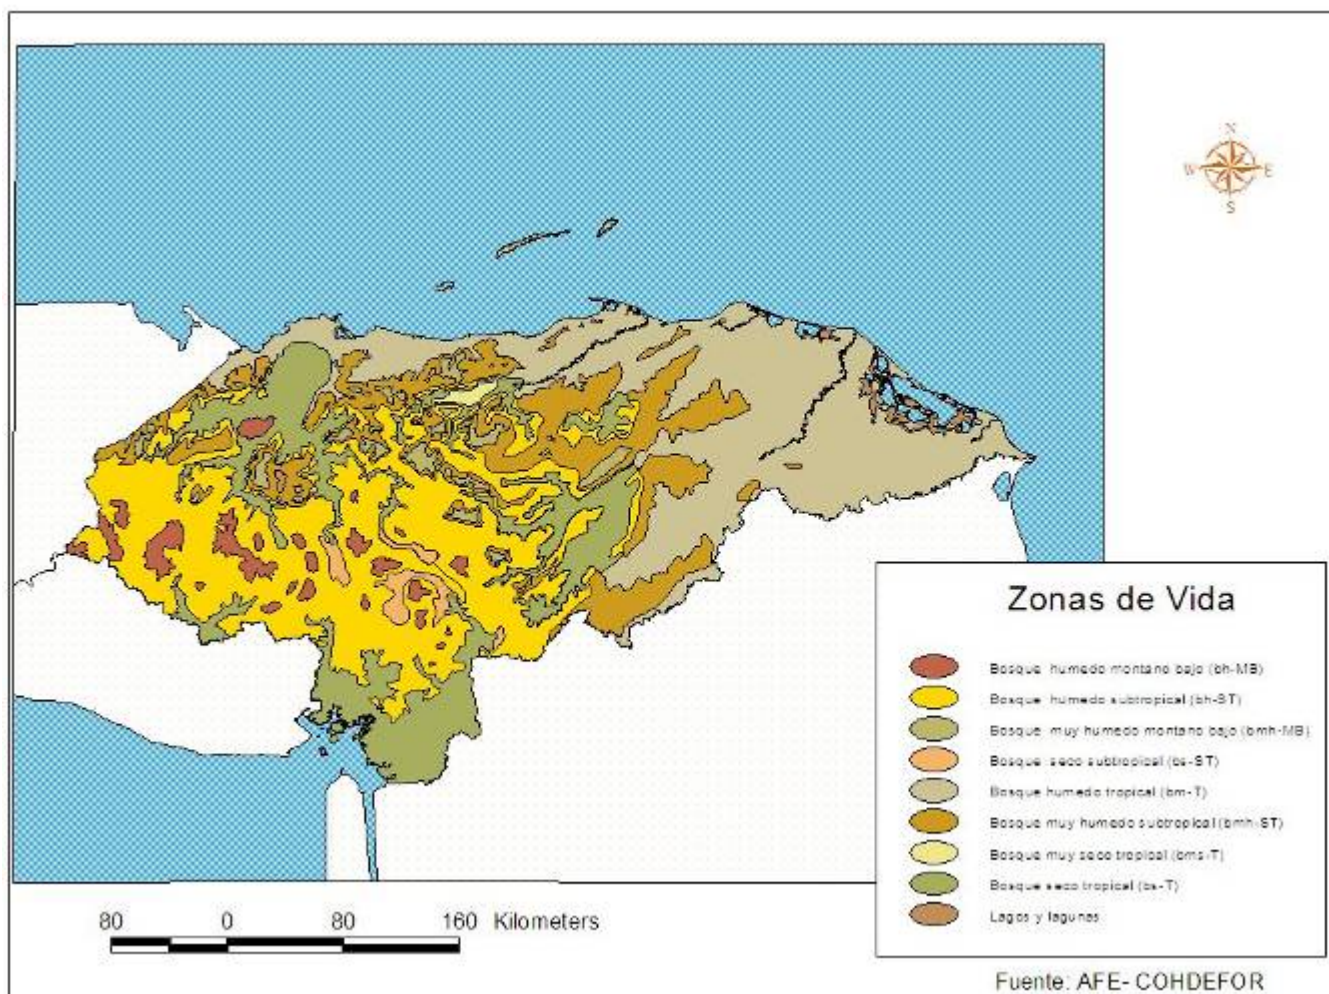 N
W E
S
Zonas de Vida
Bosque humedo montano bajo (bh-MB)
Bosque humedo subtropical (bh-ST)
Bosque muy humedo montano bajo (bmh-MB)
Bosque seco subtropical (bs-ST)
Bosque humedo tropical (bm-T)
Bosque muy humedo subtropical (bmh-ST)
Bosque muy seco tropical (bms-T)
Bosque seco tropical (bs-T)
Lagos y lagunas
80 0 80 160 Kilometers
Fuente: AFE- COHDEFOR